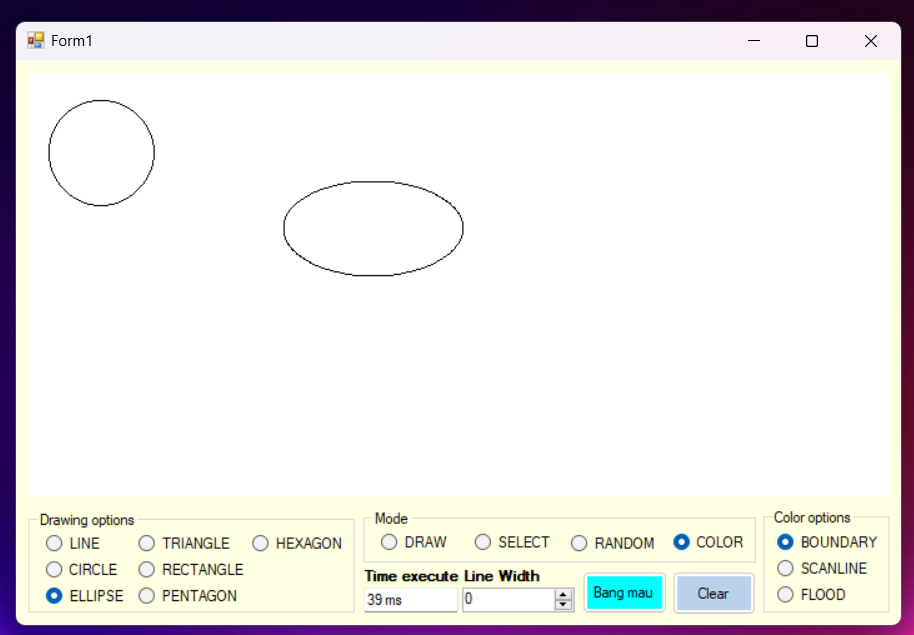 Form1
Drawing options
LINE
TRIANGLE
HEXAGON
CIRCLE
RECTANGLE
ELLIPSE
PENTAGON
Mode
DRAW
SELECT
RANDOM
COLOR
Time execute
Line Width
39 ms
0
Bang mau
Clear
Color options
BOUNDARY
SCANLINE
FLOOD